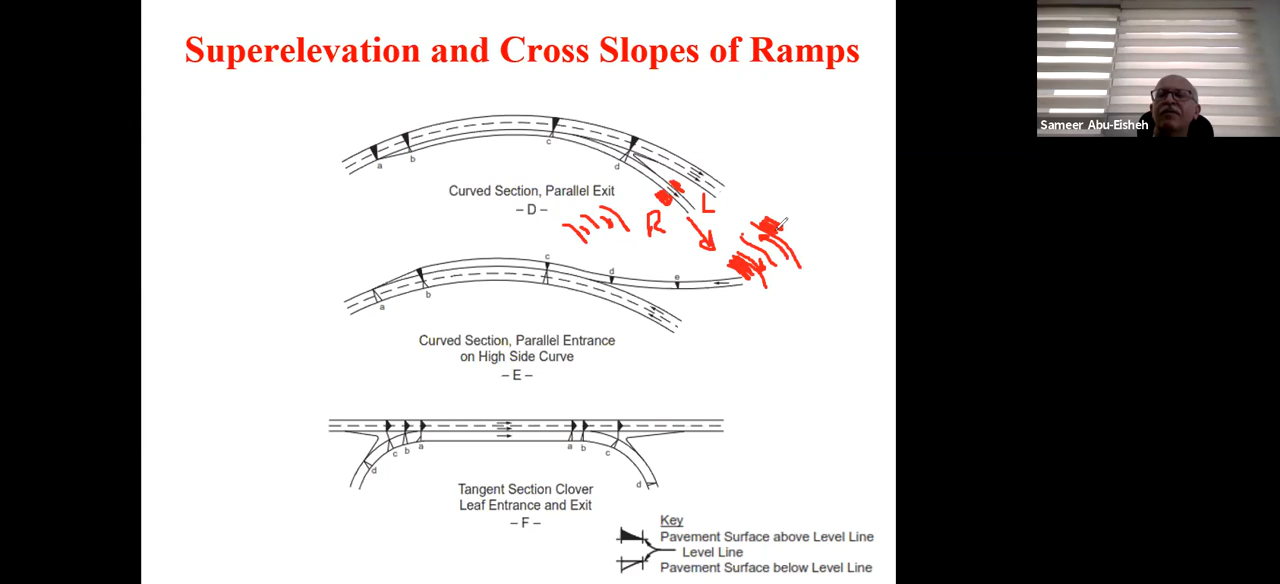 Superelevation and Cross Slopes of Ramps
Sameer Abu-Eisheh
a
b
c
d
Curved Section, Parallel Exit
– D –
R
L
a
b
c
d
e
Curved Section, Parallel Entrance
on High Side Curve
– E –
d
c
b
a
a
b
c
d
Tangent Section Clover
Leaf Entrance and Exit
– F –
Key
Pavement Surface above Level Line
Level Line
Pavement Surface below Level Line